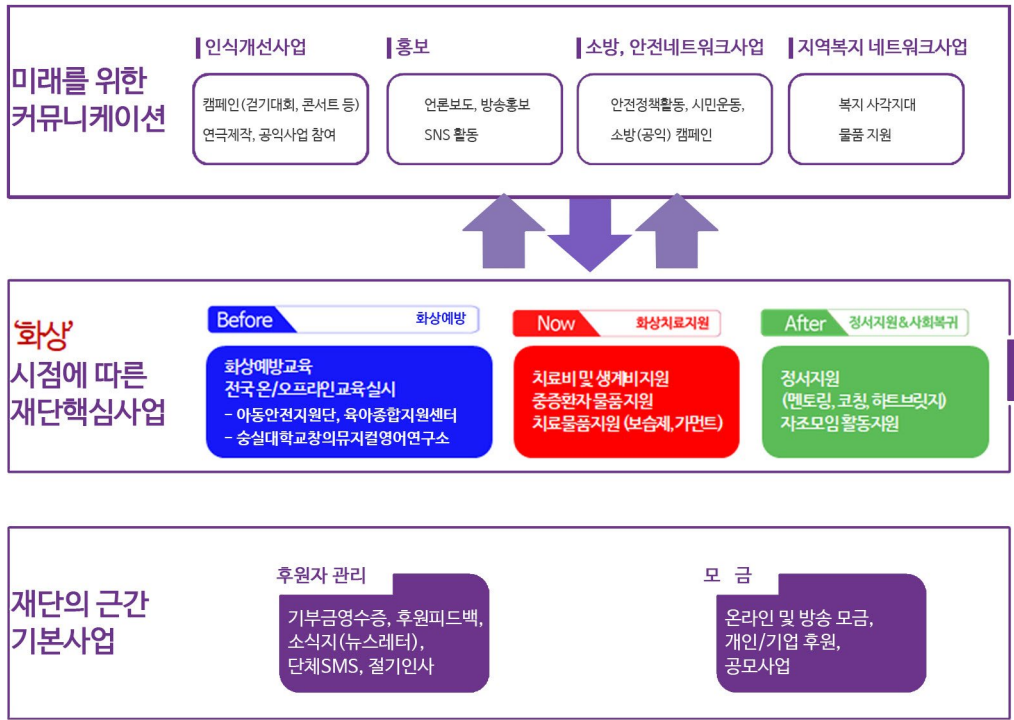 미래를 위한
커뮤니케이션
인식개선사업
캠페인(걷기대회, 콘서트 등)
연극제작, 공익사업 참여
홍보
언론보도, 방송홍보
SNS 활동
소방, 안전네트워크사업
안전정책활동, 시민운동,
소방(공익) 캠페인
지역복지 네트워크사업
복지 사각지대
물품 지원
'화상'
시점에 따른
재단핵심사업
Before 화상예방
화상예방교육
전국 온/오프라인 교육 실시
- 아동안전지원단, 육아종합지원센터
- 숭실대학교창의뮤지컬영어연구소
Now 화상치료지원
치료비 및 생계비 지원
중증환자 물품 지원
치료물품지원 (보습제, 가먼트)
After 정서지원&사회복귀
정서지원
(멘토링, 코칭, 하트브릿지)
자조모임 활동지원
재단의 근간
기본사업
후원자 관리
기부금영수증, 후원피드백,
소식지(뉴스레터),
단체SMS, 절기인사
모 금
온라인 및 방송 모금,
개인/기업 후원,
공모사업